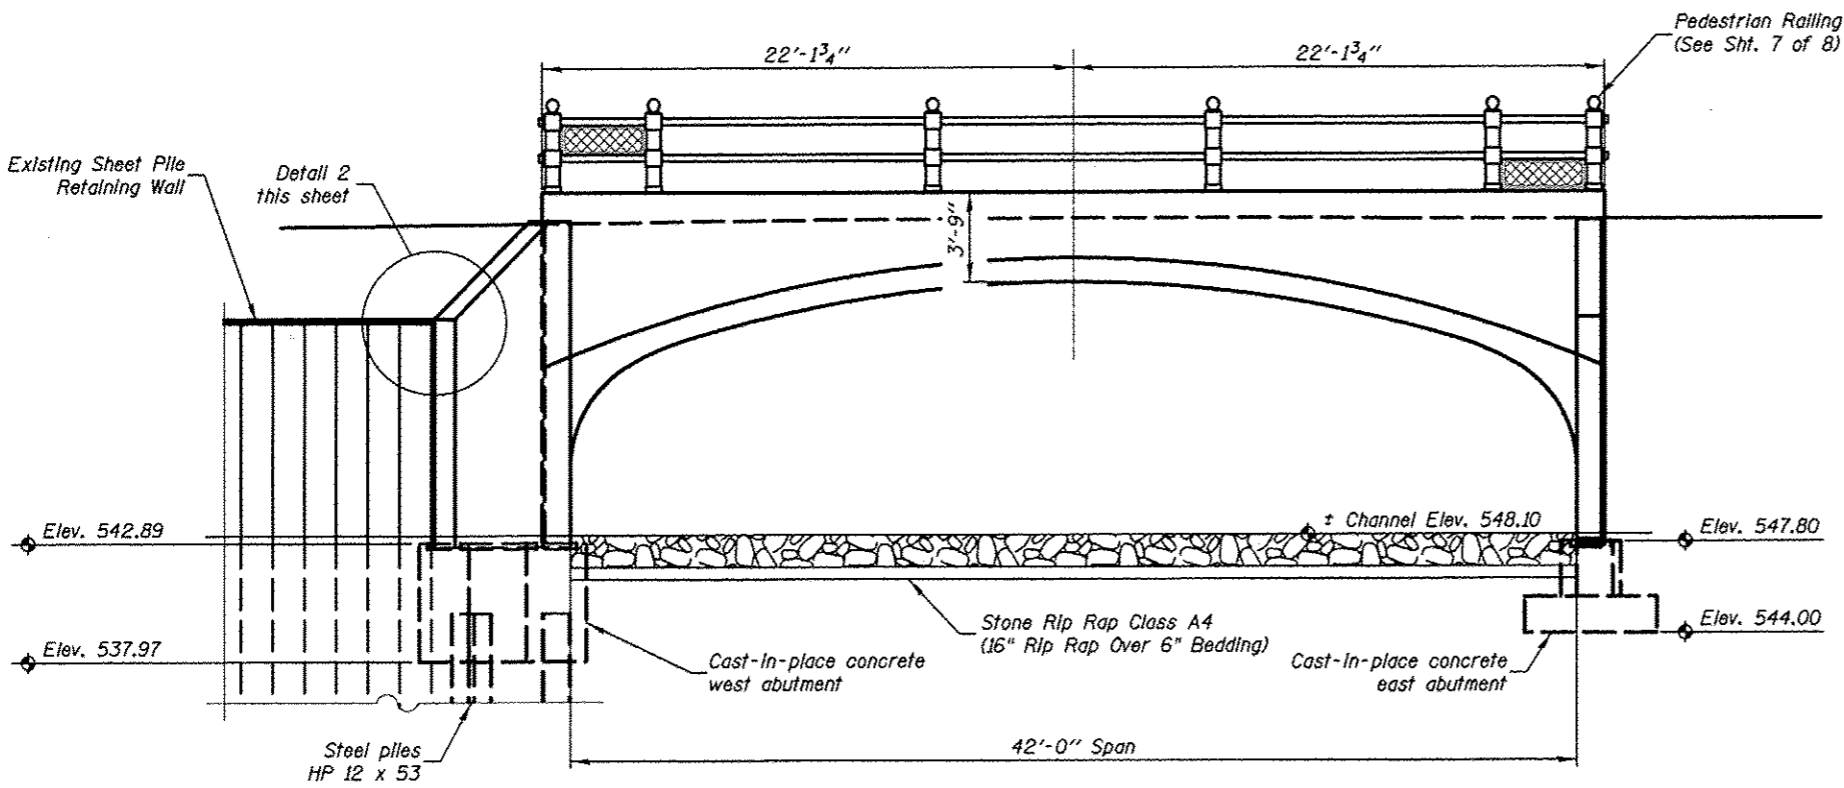 Pedestrian Railing
(See Sht. 7 of 8)
22'-1¾"
22'-1¾"
Existing Sheet Pile
Retaining Wall
Detail 2
this sheet
3'-9"
Elev. 542.89
± Channel Elev. 548.10
Elev. 547.80
Stone Rip Rap Class A4
(16" Rip Rap Over 6" Bedding)
Elev. 544.00
Elev. 537.97
Cast-in-place concrete
west abutment
Cast-in-place concrete
east abutment
Steel piles
HP 12 x 53
42'-0" Span